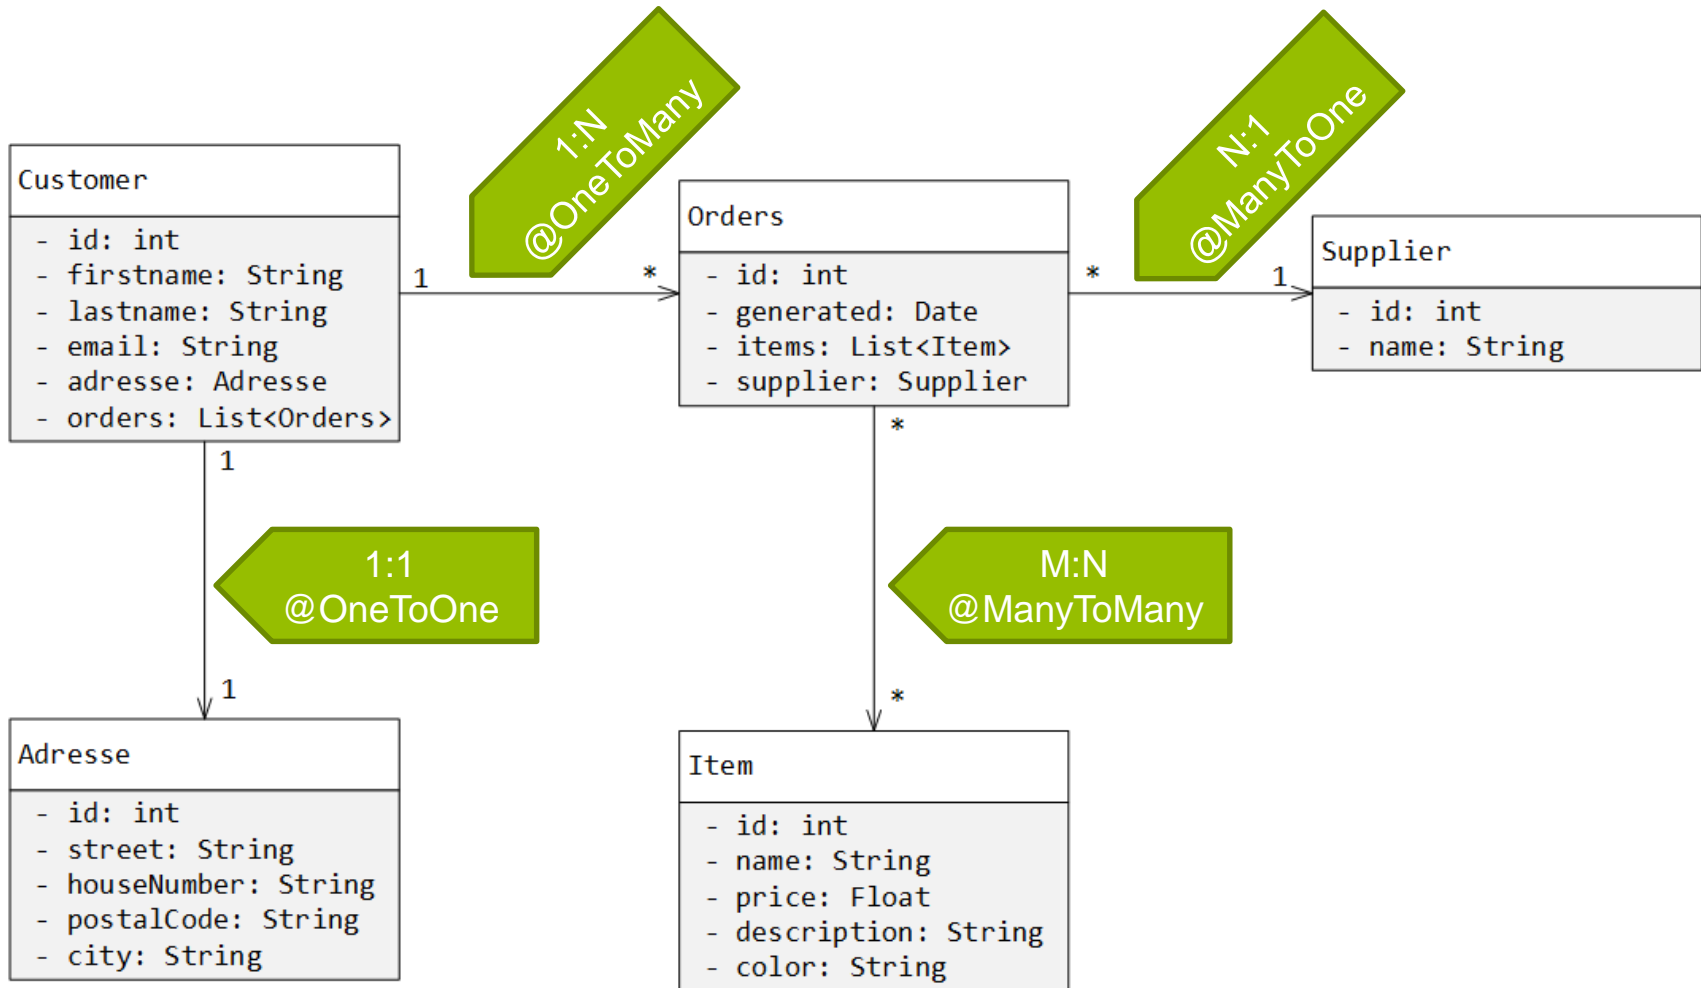 1:N
@OneToMany
N:1
@ManyToOne
Customer
- id: int
- firstname: String
- lastname: String
- email: String
- adresse: Adresse
- orders: List<Orders>
1
*
Orders
- id: int
- generated: Date
- items: List<Item>
- supplier: Supplier
*
1
Supplier
- id: int
- name: String
1
1:1
@OneToOne
1
*
M:N
@ManyToMany
*
Adresse
- id: int
- street: String
- houseNumber: String
- postalCode: String
- city: String
Item
- id: int
- name: String
- price: Float
- description: String
- color: String